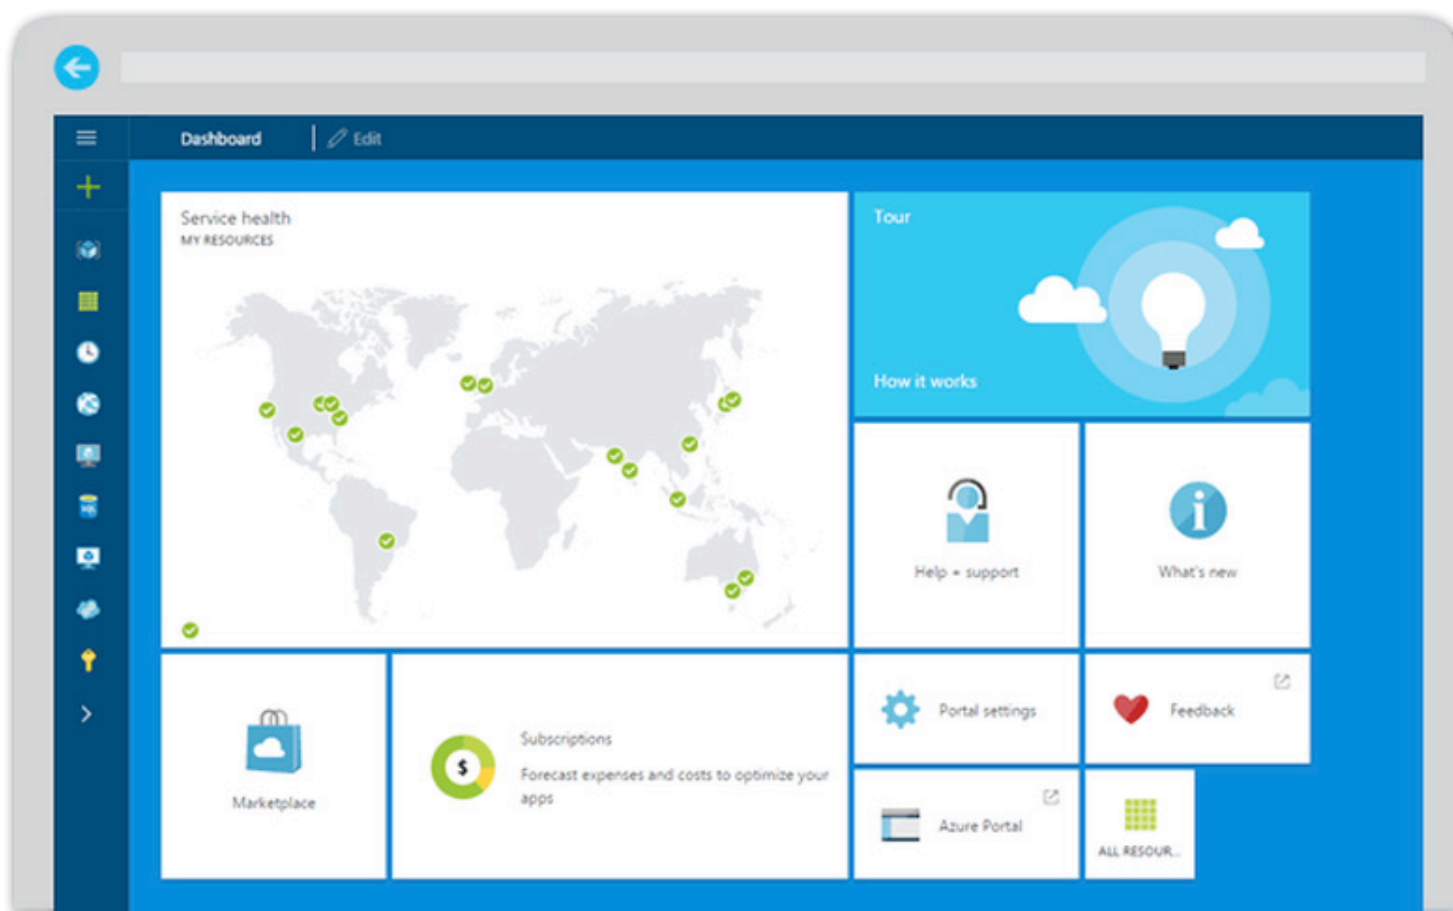 Dashboard
Edit
Service health
MY RESOURCES
Tour
How it works
Help + support
What's new
Marketplace
Subscriptions
Forecast expenses and costs to optimize your
apps
$
Portal settings
Feedback
Azure Portal
ALL RESOUR...
SQL